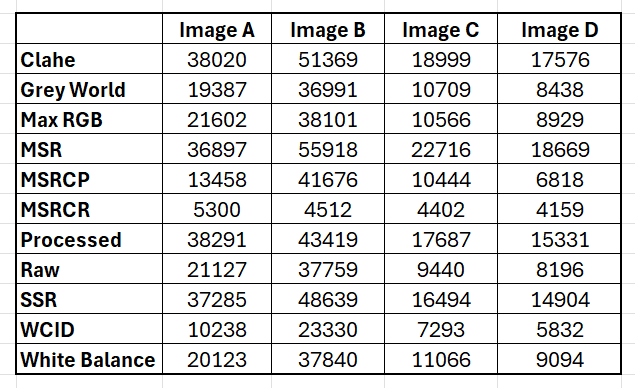 Image A Image B Image C Image D
Clahe 38020 51369 18999 17576
Grey World 19387 36991 10709 8438
Max RGB 21602 38101 10566 8929
MSR 36897 55918 22716 18669
MSRCP 13458 41676 10444 6818
MSRCR 5300 4512 4402 4159
Processed 38291 43419 17687 15331
Raw 21127 37759 9440 8196
SSR 37285 48639 16494 14904
WCID 10238 23330 7293 5832
White Balance 20123 37840 11066 9094